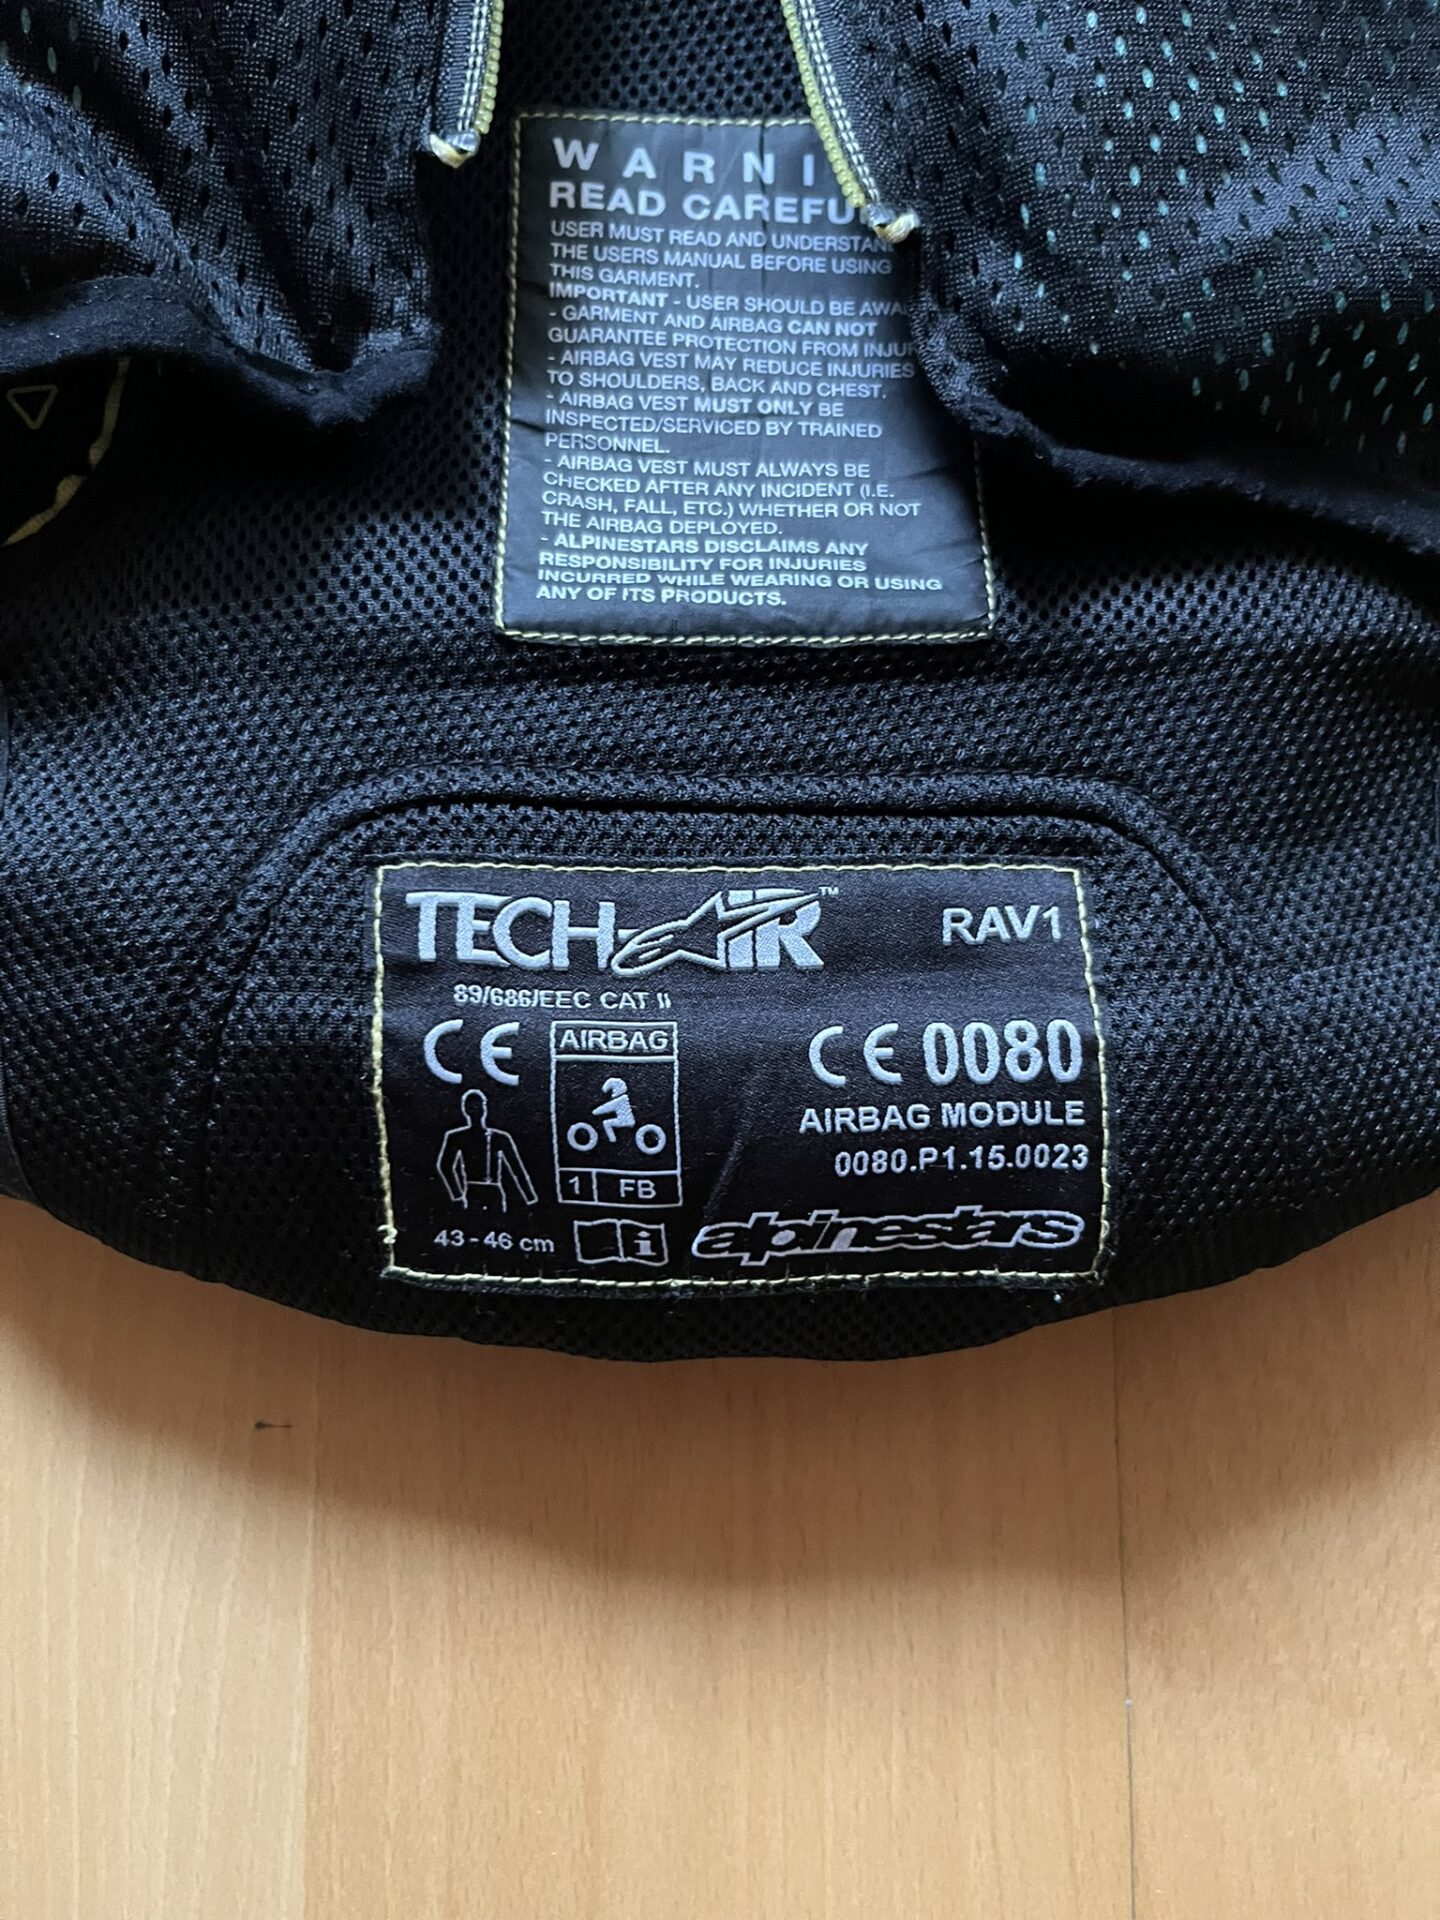 WARNI
READ CAREFU
USER MUST READ AND UNDERSTAN
THE USERS MANUAL BEFORE USING
THIS GARMENT.
IMPORTANT - USER SHOULD BE AWA
- GARMENT AND AIRBAG CAN NOT
GUARANTEE PROTECTION FROM INJU
- AIRBAG VEST MAY REDUCE INJURIES
TO SHOULDERS, BACK AND CHEST.
- AIRBAG VEST MUST ONLY BE
INSPECTED/SERVICED BY TRAINED
PERSONNEL.
- AIRBAG VEST MUST ALWAYS BE
CHECKED AFTER ANY INCIDENT (I.E.
CRASH, FALL, ETC.) WHETHER OR NOT
THE AIRBAG DEPLOYED.
- ALPINESTARS DISCLAIMS ANY
RESPONSIBILITY FOR INJURIES
INCURRED WHILE WEARING OR USING
ANY OF ITS PRODUCTS.
TECH-AIR™ RAV1
89/686/EEC CAT II
CE
AIRBAG
1 FB
43-46 cm
i
CE 0080
AIRBAG MODULE
0080.P1.15.0023
alpinestars